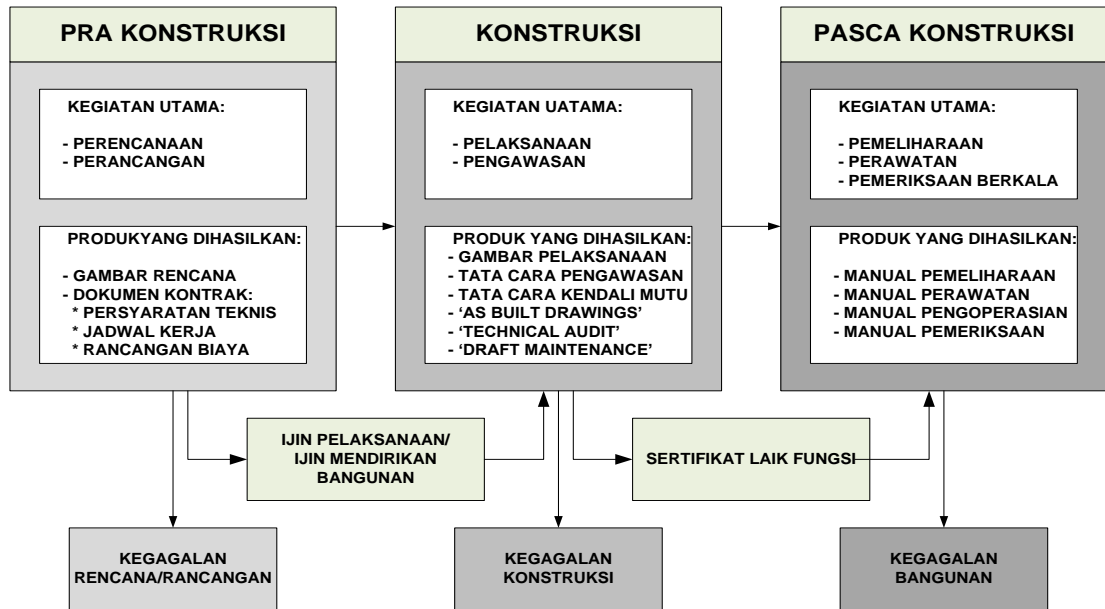 PRA KONSTRUKSI
KEGIATAN UTAMA:
- PERENCANAAN
- PERANCANGAN
PRODUKYANG DIHASILKAN:
- GAMBAR RENCANA
- DOKUMEN KONTRAK:
* PERSYARATAN TEKNIS
* JADWAL KERJA
* RANCANGAN BIAYA
KONSTRUKSI
KEGIATAN UATAMA:
- PELAKSANAAN
- PENGAWASAN
PRODUK YANG DIHASILKAN:
- GAMBAR PELAKSANAAN
- TATA CARA PENGAWASAN
- TATA CARA KENDALI MUTU
- ‘AS BUILT DRAWINGS’
- ‘TECHNICAL AUDIT’
- ‘DRAFT MAINTENANCE’
PASCA KONSTRUKSI
KEGIATAN UTAMA:
- PEMELIHARAAN
- PERAWATAN
- PEMERIKSAAN BERKALA
PRODUK YANG DIHASILKAN:
- MANUAL PEMELIHARAAN
- MANUAL PERAWATAN
- MANUAL PENGOPERASIAN
- MANUAL PEMERIKSAAN
IJIN PELAKSANAAN/
IJIN MENDIRIKAN
BANGUNAN
SERTIFIKAT LAIK FUNGSI
KEGAGALAN
RENCANA/RANCANGAN
KEGAGALAN
KONSTRUKSI
KEGAGALAN
BANGUNAN